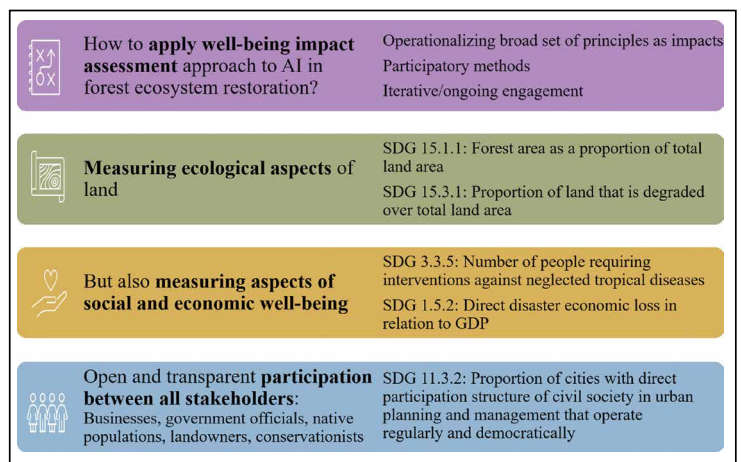 How to apply well-being impact
assessment approach to AI in
forest ecosystem restoration?
Operationalizing broad set of principles as impacts
Participatory methods
Iterative/ongoing engagement
Measuring ecological aspects of
land
SDG 15.1.1: Forest area as a proportion of total
land area
SDG 15.3.1: Proportion of land that is degraded
over total land area
But also measuring aspects of
social and economic well-being
SDG 3.3.5: Number of people requiring
interventions against neglected tropical diseases
SDG 1.5.2: Direct disaster economic loss in
relation to GDP
Open and transparent participation
between all stakeholders:
Businesses, government officials, native
populations, landowners, conservationists
SDG 11.3.2: Proportion of cities with direct
participation structure of civil society in urban
planning and management that operate
regularly and democratically